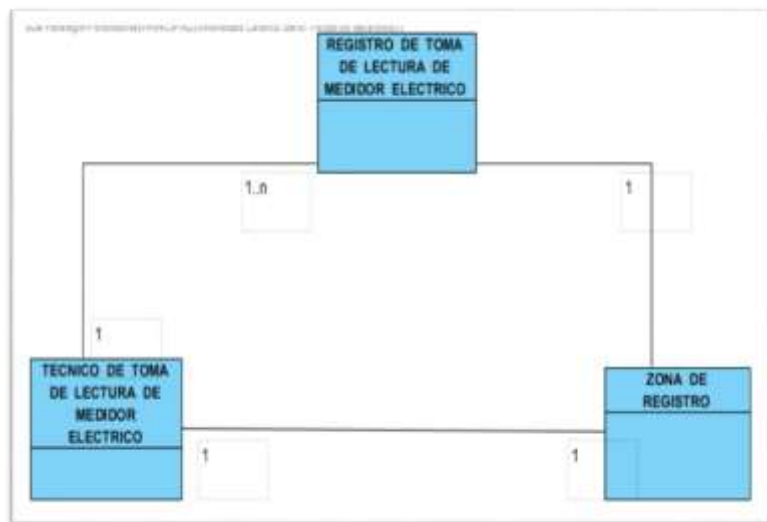 REGISTRO DE TOMA
DE LECTURA DE
MEDIDOR ELECTRICO
1..n
1
1
TECNICO DE TOMA
DE LECTURA DE
MEDIDOR
ELECTRICO
ZONA DE
REGISTRO
1
1